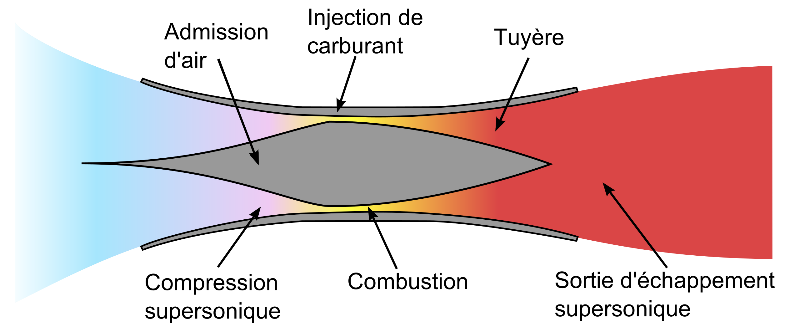 Admission
d'air
Injection de
carburant
Tuyère
Compression
supersonique
Combustion
Sortie d'échappement
supersonique